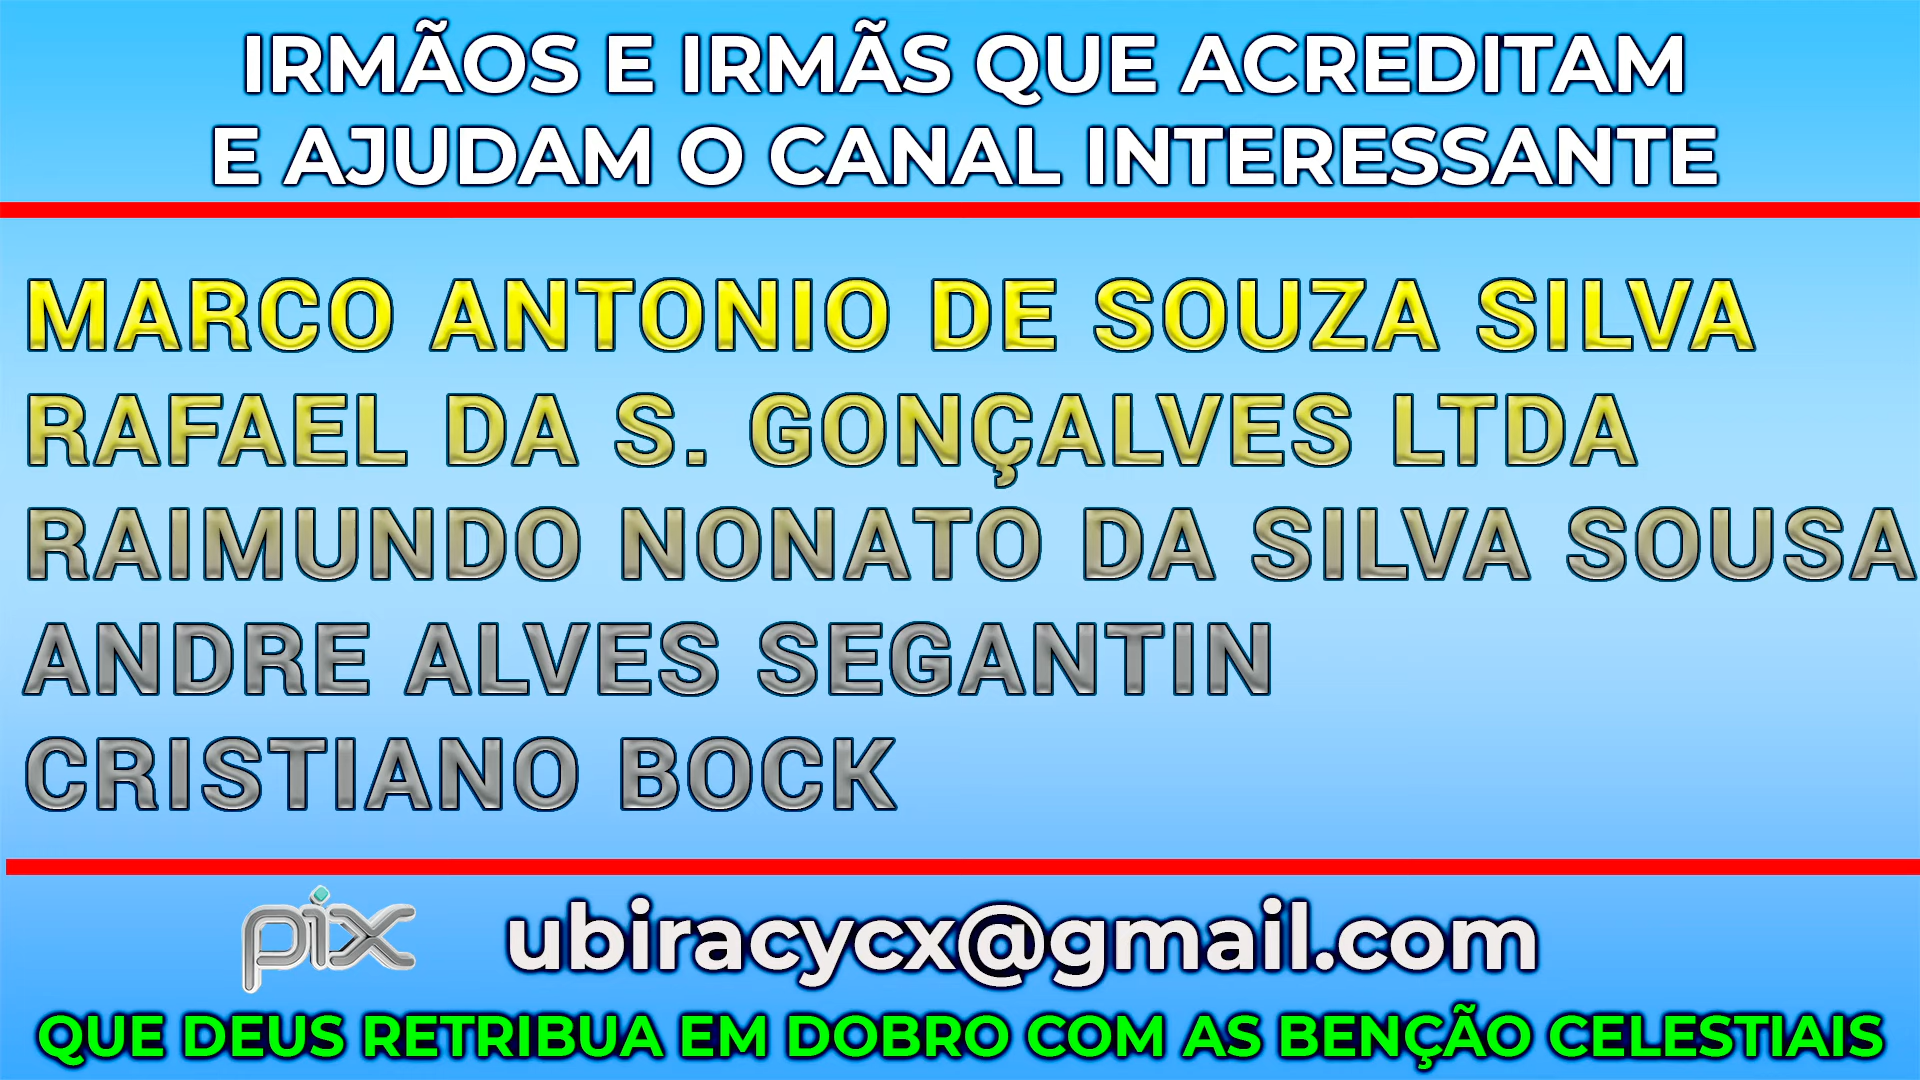 IRMÃOS E IRMÃS QUE ACREDITAM
E AJUDAM O CANAL INTERESSANTE
MARCO ANTONIO DE SOUZA SILVA
RAFAEL DA S. GONÇALVES LTDA
RAIMUNDO NONATO DA SILVA SOUSA
ANDRE ALVES SEGANTIN
CRISTIANO BOCK
pix ubiracycx@gmail.com
QUE DEUS RETRIBUA EM DOBRO COM AS BENÇÃO CELESTIAIS